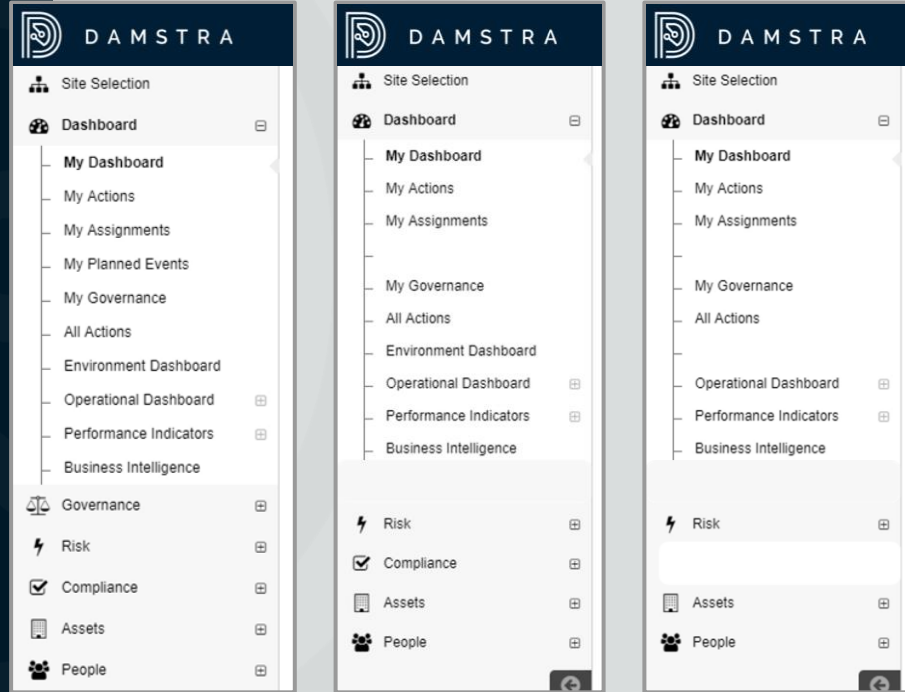 DAMSTRA
Site Selection
Dashboard
My Dashboard
My Actions
My Assignments
My Planned Events
My Governance
All Actions
Environment Dashboard
Operational Dashboard
Performance Indicators
Business Intelligence
Governance
Risk
Compliance
Assets
People
DAMSTRA
Site Selection
Dashboard
My Dashboard
My Actions
My Assignments
My Governance
All Actions
Environment Dashboard
Operational Dashboard
Performance Indicators
Business Intelligence
Risk
Compliance
Assets
People
DAMSTRA
Site Selection
Dashboard
My Dashboard
My Actions
My Assignments
My Governance
All Actions
Operational Dashboard
Performance Indicators
Business Intelligence
Risk
Assets
People